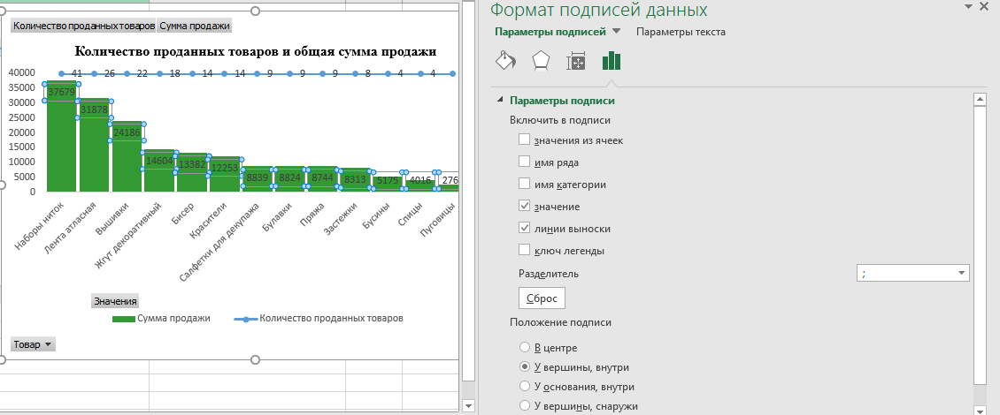 Количество проданных товаров Сумма продажи
Количество проданных товаров и общая сумма продажи
41 26 22 18 14 14 9 9 9 8 4 4 4
40000
35000
30000
25000
20000
15000
10000
5000
0
37679 31878 24186 14604 13382 12253 8839 8824 8744 8313 5175 4016 276
Наборы ниток
Лента атласная
Вышивки
Жгут декоративный
Бисер
Красители
Салфетки для декупажа
Булавки
Пряжа
Застежки
Бусины
Спицы
Пуговицы
Значения
Сумма продажи Количество проданных товаров
Товар
Формат подписей данных
Параметры подписей Параметры текста
Параметры подписи
Включить в подписи
значения из ячеек
имя ряда
имя категории
значение
линии выноски
ключ легенды
Разделитель ;
Сброс
Положение подписи
В центре
У вершины, внутри
У основания, внутри
У вершины, снаружи